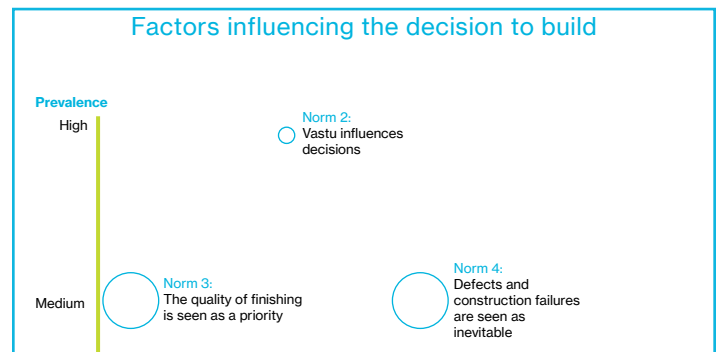 Factors influencing the decision to build
Prevalence
High
Norm 2:
Vastu influences
decisions
Medium
Norm 3:
The quality of finishing
is seen as a priority
Norm 4:
Defects and
construction failures
are seen as
inevitable